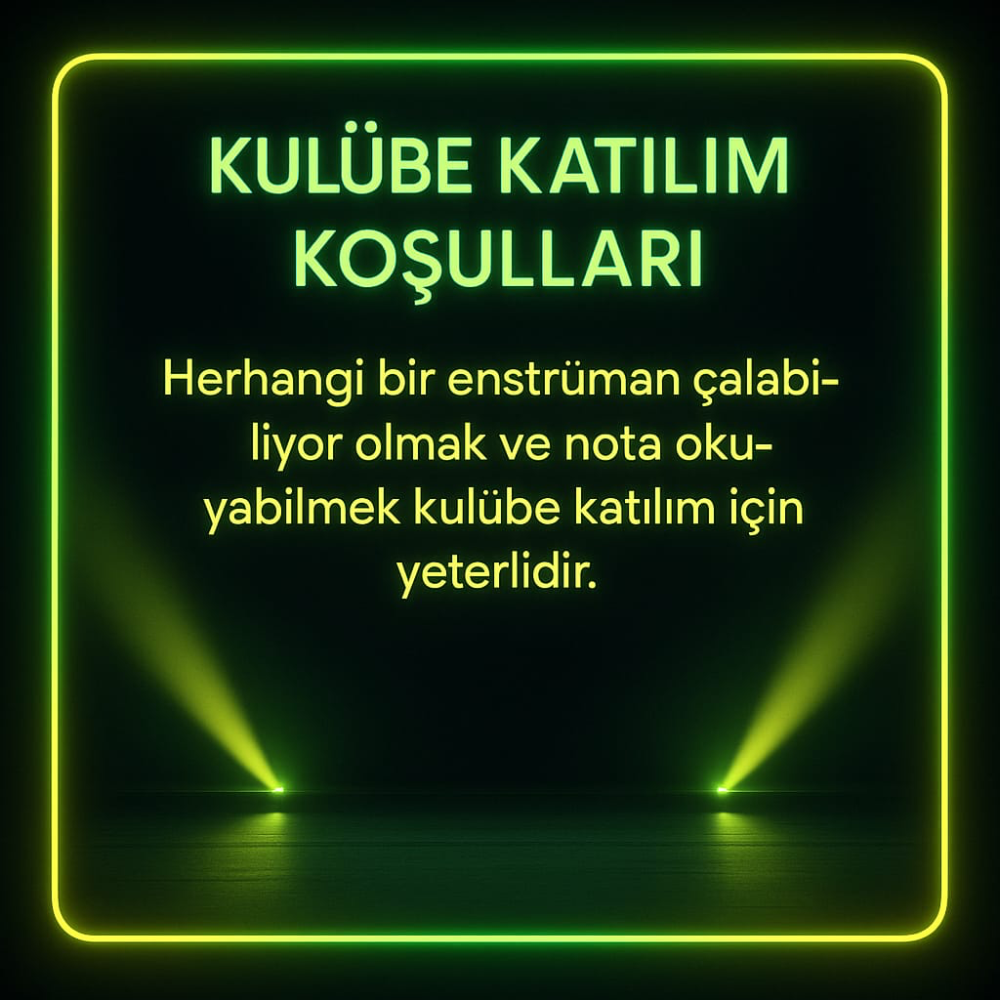 KULÜBE KATILIM
KOŞULLARI
Herhangi bir enstrüman çalabi-
liyor olmak ve nota oku-
yabilmek kulübe katılım için
yeterlidir.